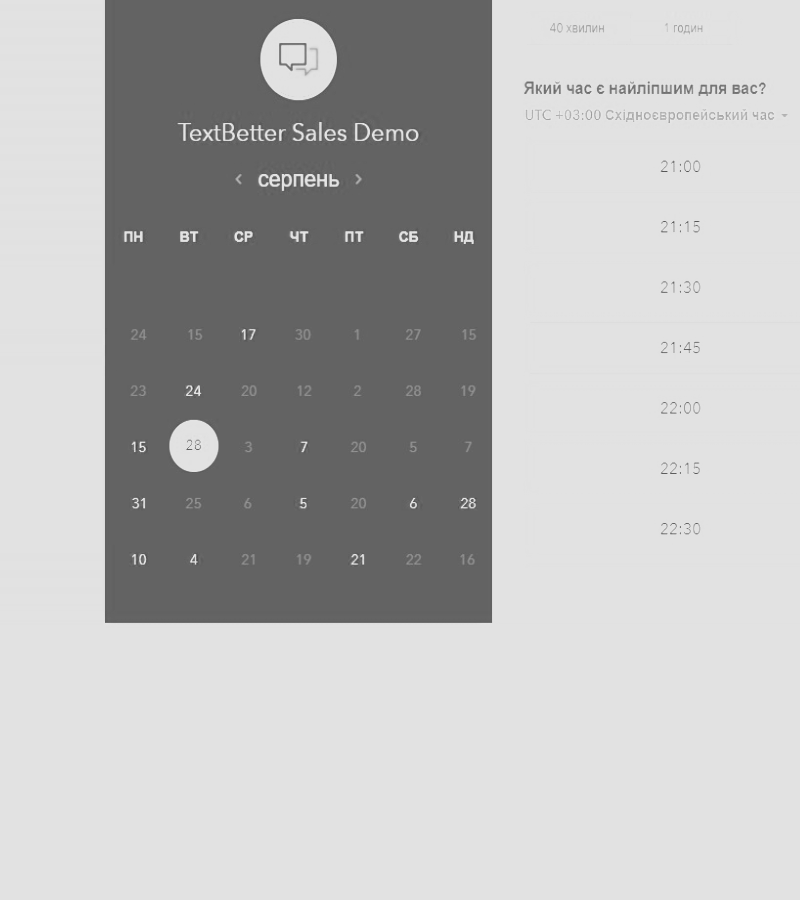 TextBetter Sales Demo
‹ серпень ›
ПН ВТ СР ЧТ ПТ СБ НД
24 15 17 30 1 27 15
23 24 20 12 2 28 19
15 28 3 7 20 5 7
31 25 6 5 20 6 28
10 4 21 19 21 22 16
40 хвилин 1 годин
Який час є найліпшим для вас?
UTC +03:00 Східноєвропейський час
21:00
21:15
21:30
21:45
22:00
22:15
22:30